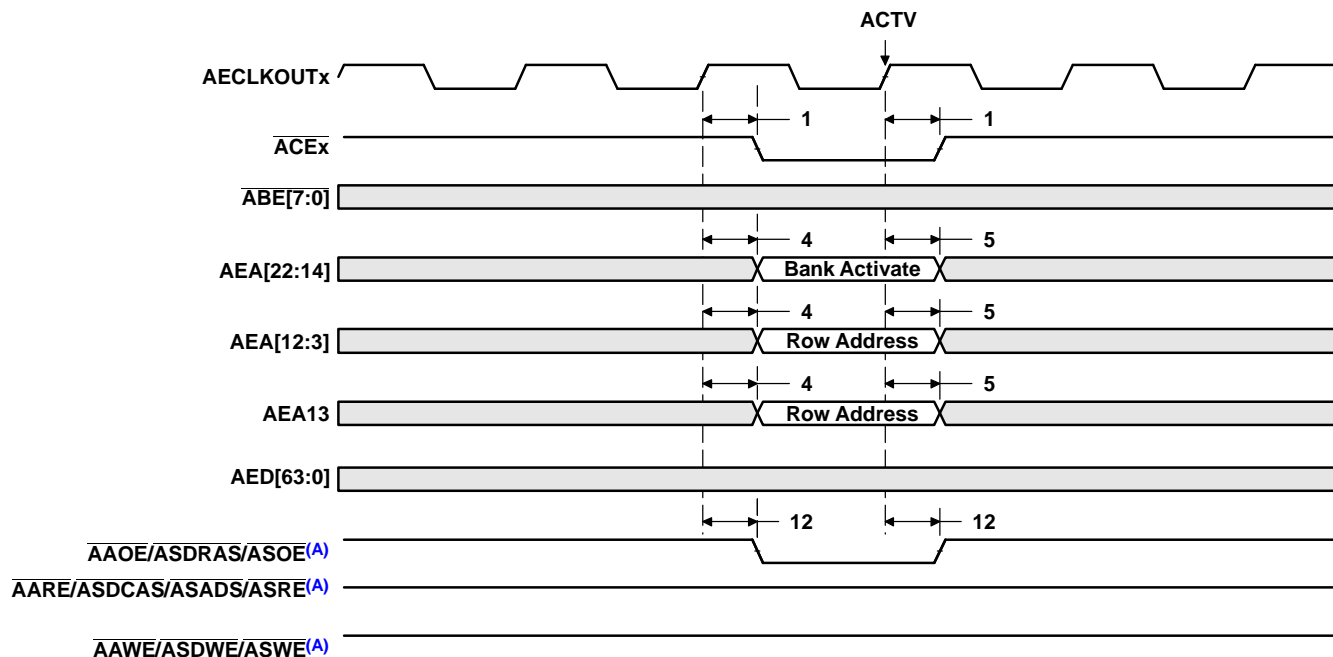 ACTV
AECLKOUTx
1 1
ACEx
ABE[7:0]
4 5
AEA[22:14] Bank Activate
4 5
AEA[12:3] Row Address
4 5
AEA13 Row Address
AED[63:0]
12 12
AAOE/ASDRAS/ASOE(A)
AARE/ASDCAS/ASADS/ASRE(A)
AAWE/ASDWE/ASWE(A)